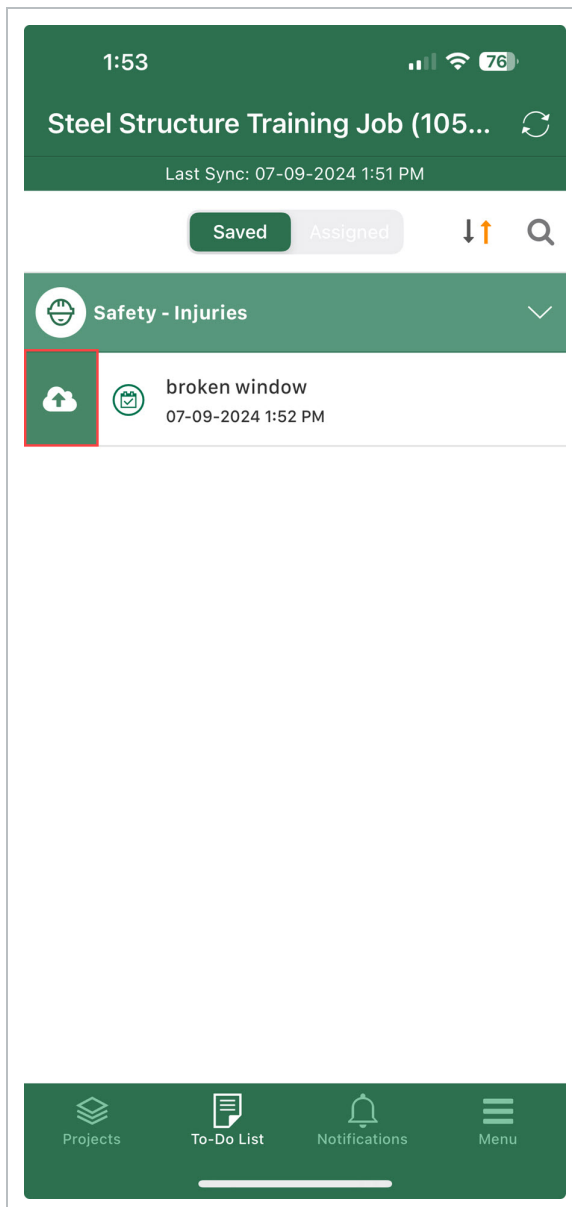 1:53
76
Steel Structure Training Job (105...
Last Sync: 07-09-2024 1:51 PM
Saved Assigned
Safety - Injuries
broken window
07-09-2024 1:52 PM
Projects To-Do List Notifications Menu